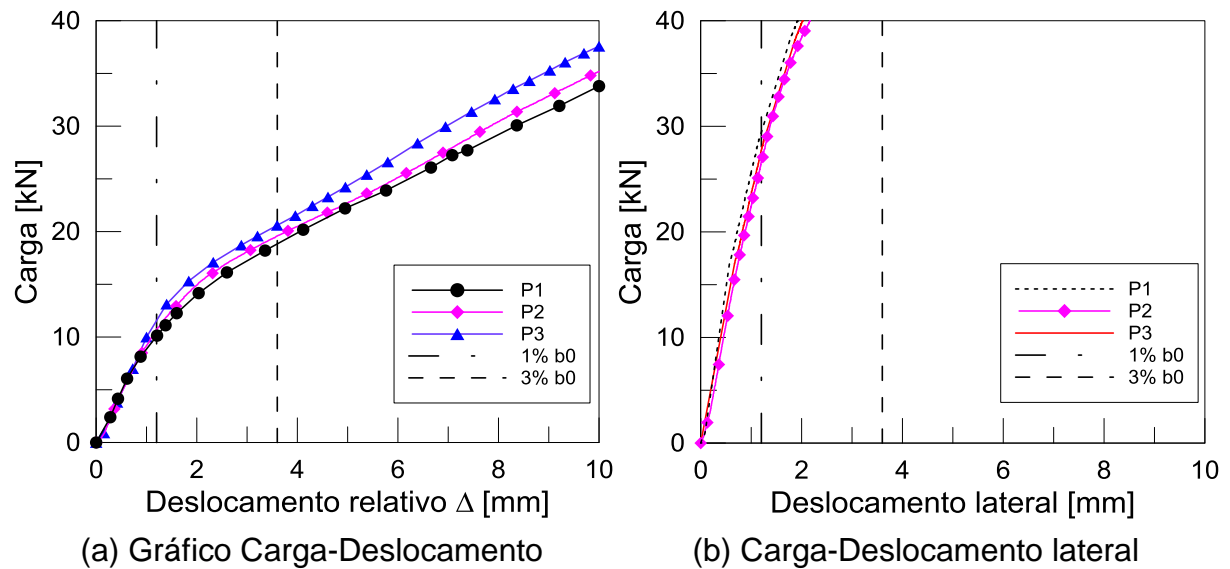 40
30
20
10
0
Carga [kN]
0 2 4 6 8 10
Deslocamento relativo Δ [mm]
P1
P2
P3
1% b0
3% b0
(a) Gráfico Carga-Deslocamento
40
30
20
10
0
Carga [kN]
0 2 4 6 8 10
Deslocamento lateral [mm]
P1
P2
P3
1% b0
3% b0
(b) Carga-Deslocamento lateral